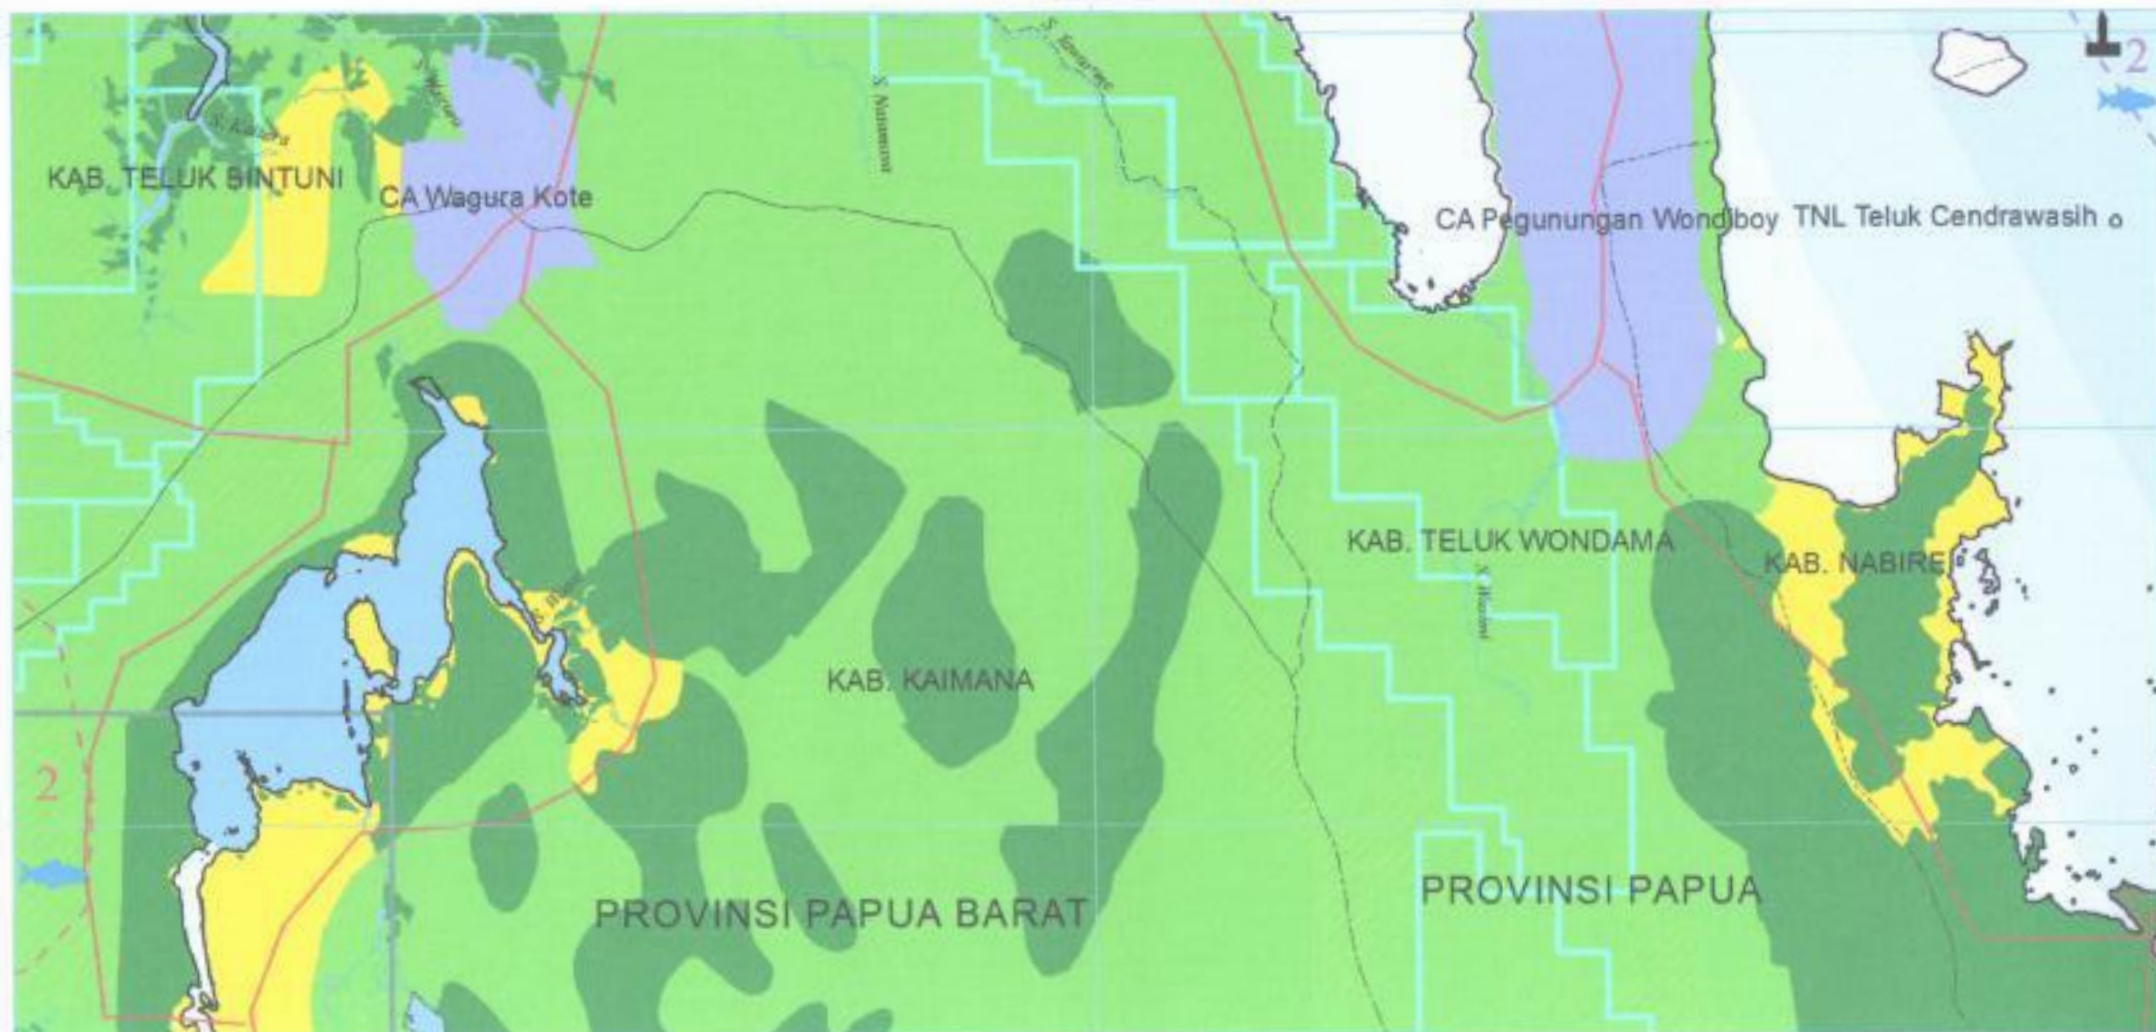 2
KAB. TELUK BINTUNI
CA Wagura Kote
CA Pegunungan Wondiboy
TNL Teluk Cendrawasih
KAB. TELUK WONDAMA
KAB. NABIRE
KAB. KAIMANA
2
PROVINSI PAPUA BARAT
PROVINSI PAPUA